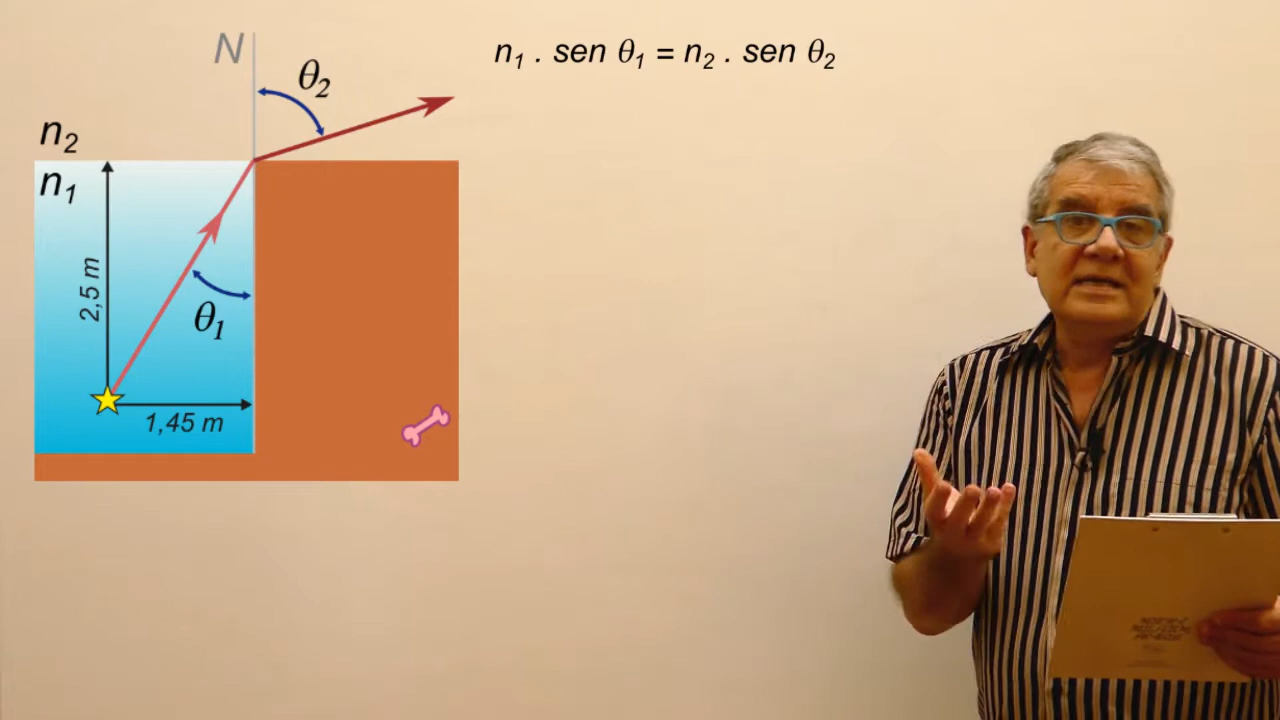 N
θ₂
n₂
n₁
2,5 m
θ₁
1,45 m
n₁ . sen θ₁ = n₂ . sen θ₂